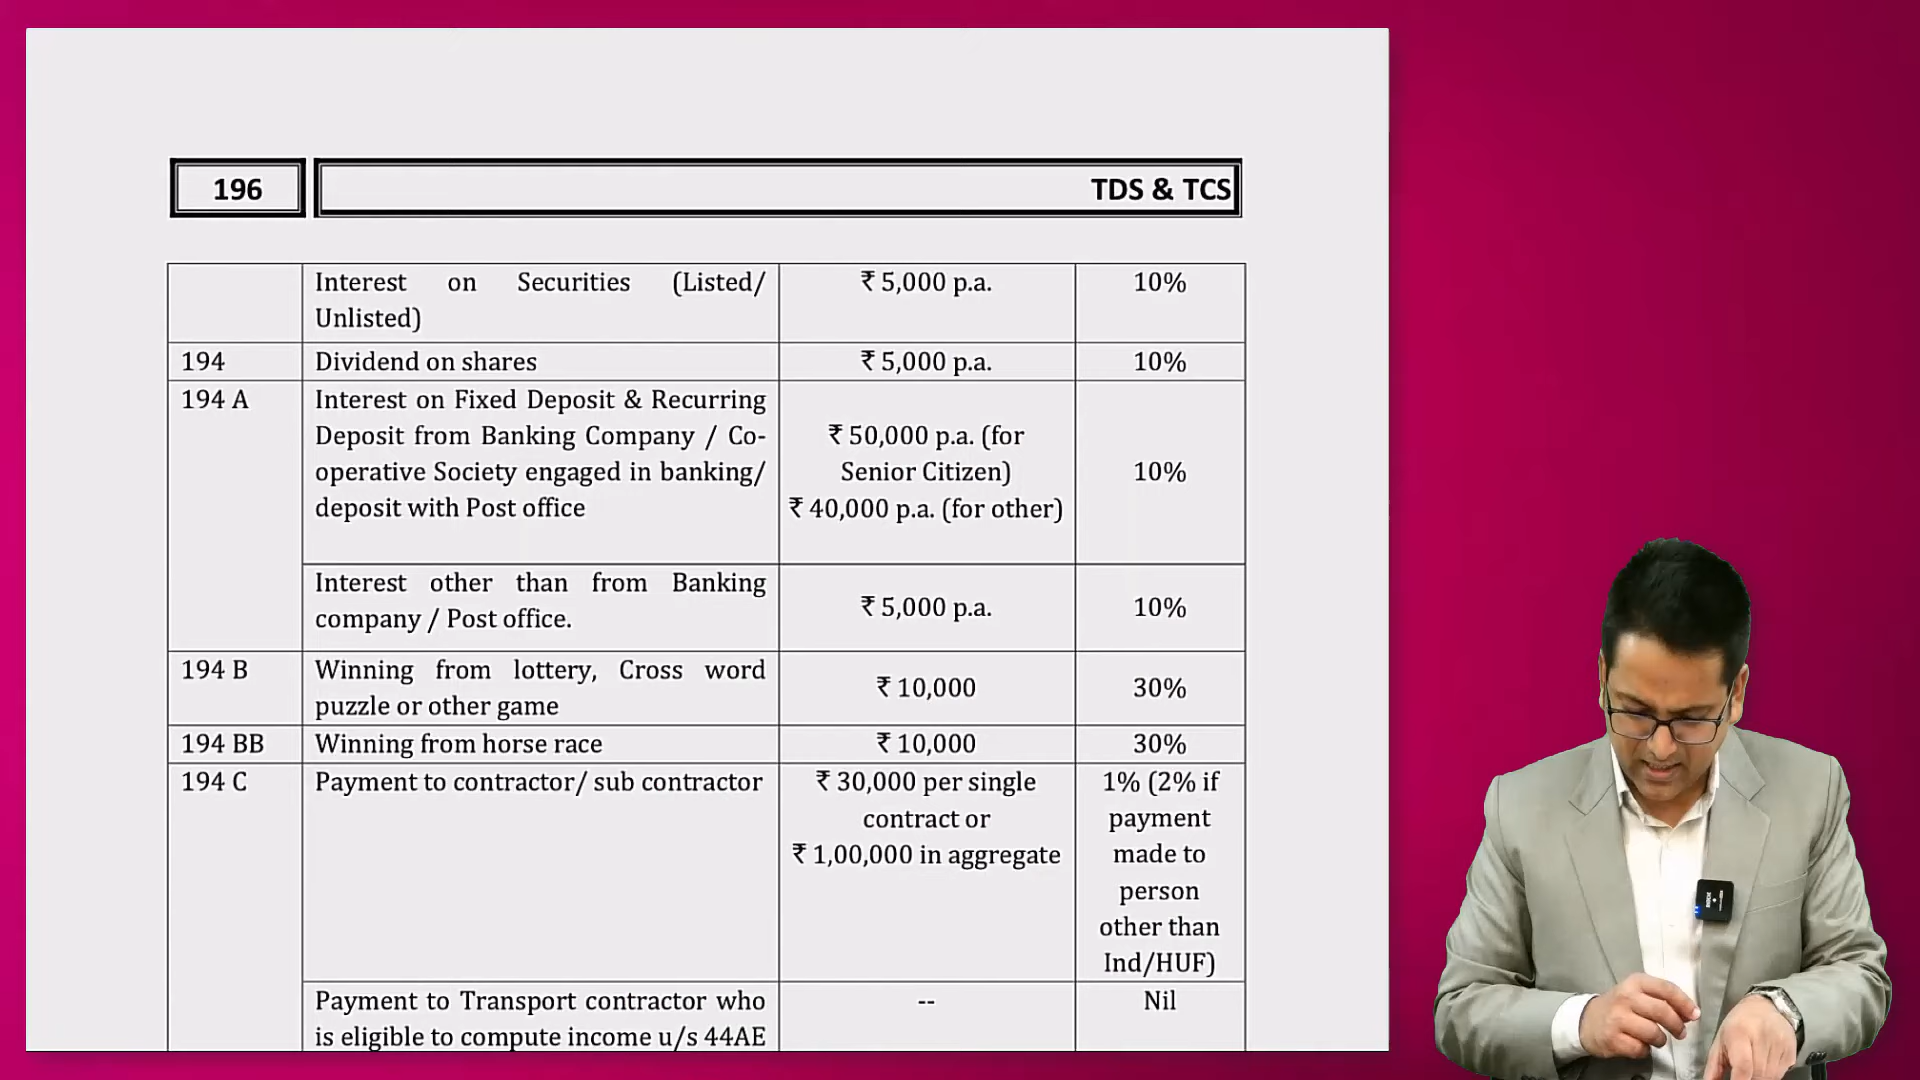 196
TDS & TCS
Interest on Securities (Listed/
Unlisted)
₹ 5,000 p.a.
10%
194
Dividend on shares
₹ 5,000 p.a.
10%
194 A
Interest on Fixed Deposit & Recurring
Deposit from Banking Company / Co-
operative Society engaged in banking/
deposit with Post office
₹ 50,000 p.a. (for
Senior Citizen)
₹ 40,000 p.a. (for other)
10%
Interest other than from Banking
company / Post office.
₹ 5,000 p.a.
10%
194 B
Winning from lottery, Cross word
puzzle or other game
₹ 10,000
30%
194 BB
Winning from horse race
₹ 10,000
30%
194 C
Payment to contractor/ sub contractor
₹ 30,000 per single
contract or
₹ 1,00,000 in aggregate
1% (2% if
payment
made to
person
other than
Ind/HUF)
Payment to Transport contractor who
is eligible to compute income u/s 44AE
--
Nil